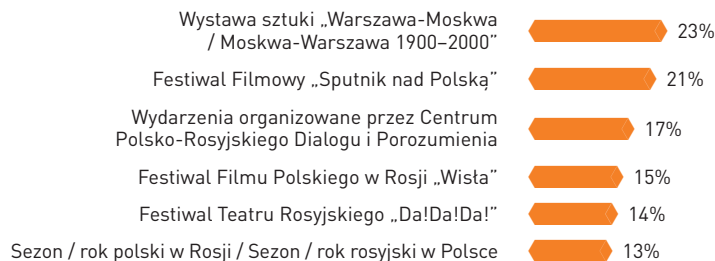 Wystawa sztuki „Warszawa-Moskwa
/ Moskwa-Warszawa 1900–2000”
23%
Festiwal Filmowy „Sputnik nad Polską”
21%
Wydarzenia organizowane przez Centrum
Polsko-Rosyjskiego Dialogu i Porozumienia
17%
Festiwal Filmu Polskiego w Rosji „Wisła”
15%
Festiwal Teatru Rosyjskiego „Da!Da!Da!”
14%
Sezon / rok polski w Rosji / Sezon / rok rosyjski w Polsce
13%